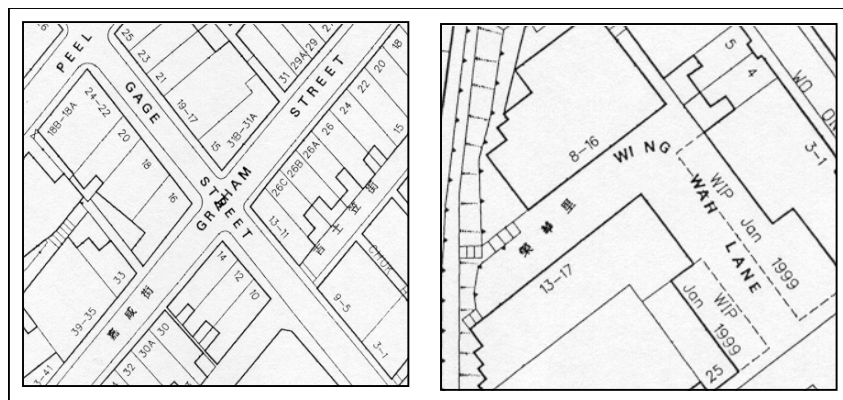 PEEL
GAGE STREET
GRAHAM STREET
嘉咸街
25
23
21
19-17
15
31B-31A
31
29A
29
18
20
22
24
26
26A
26B
26C
13-11
15
24-22
18B-18A
20
18
16
33
39-35
14
12
10
30
30A
32
9-5
3-1
WING WAH LANE
榮華里
5
4
3-1
8-16
13-17
25
WIP Jan 1999
WIP Jan 1999